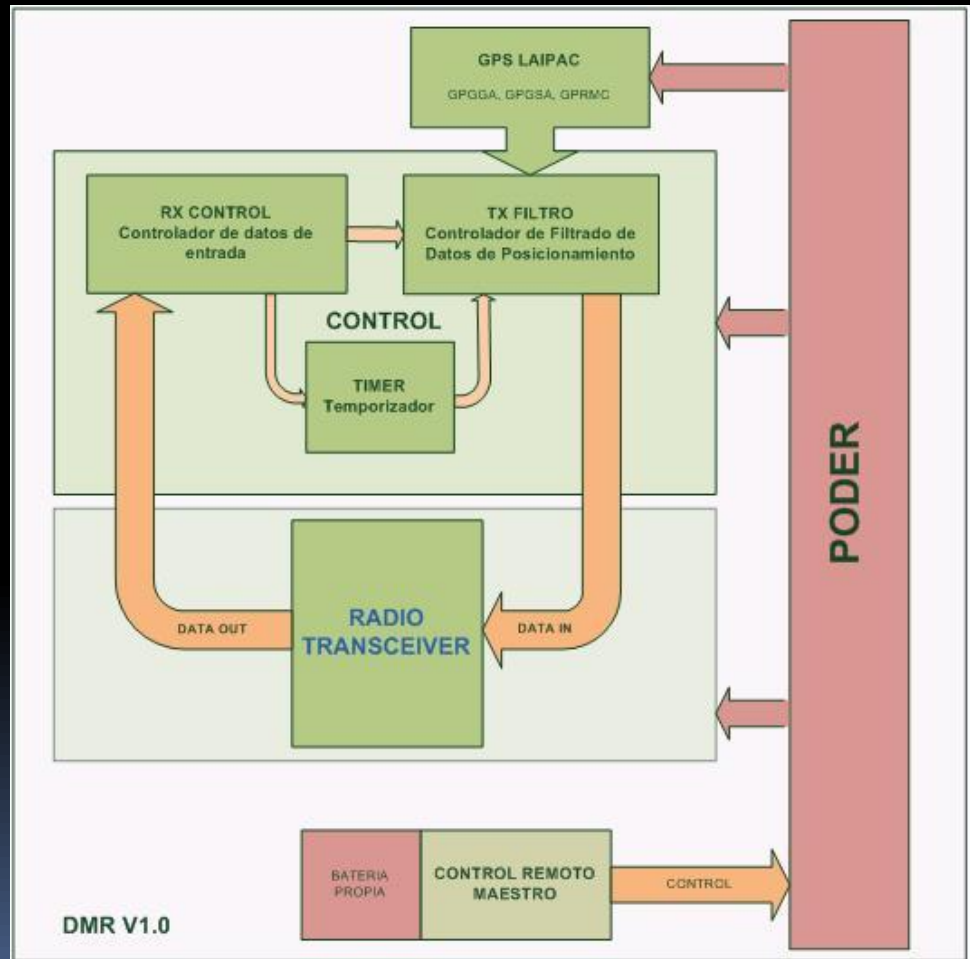 GPS LAIPAC
GPGGA, GPGSA, GPRMC
RX CONTROL
Controlador de datos de
entrada
TX FILTRO
Controlador de Filtrado de
Datos de Posicionamiento
CONTROL
TIMER
Temporizador
PODER
RADIO
TRANSCEIVER
DATA OUT
DATA IN
BATERIA
PROPIA
CONTROL REMOTO
MAESTRO
CONTROL
DMR V1.0